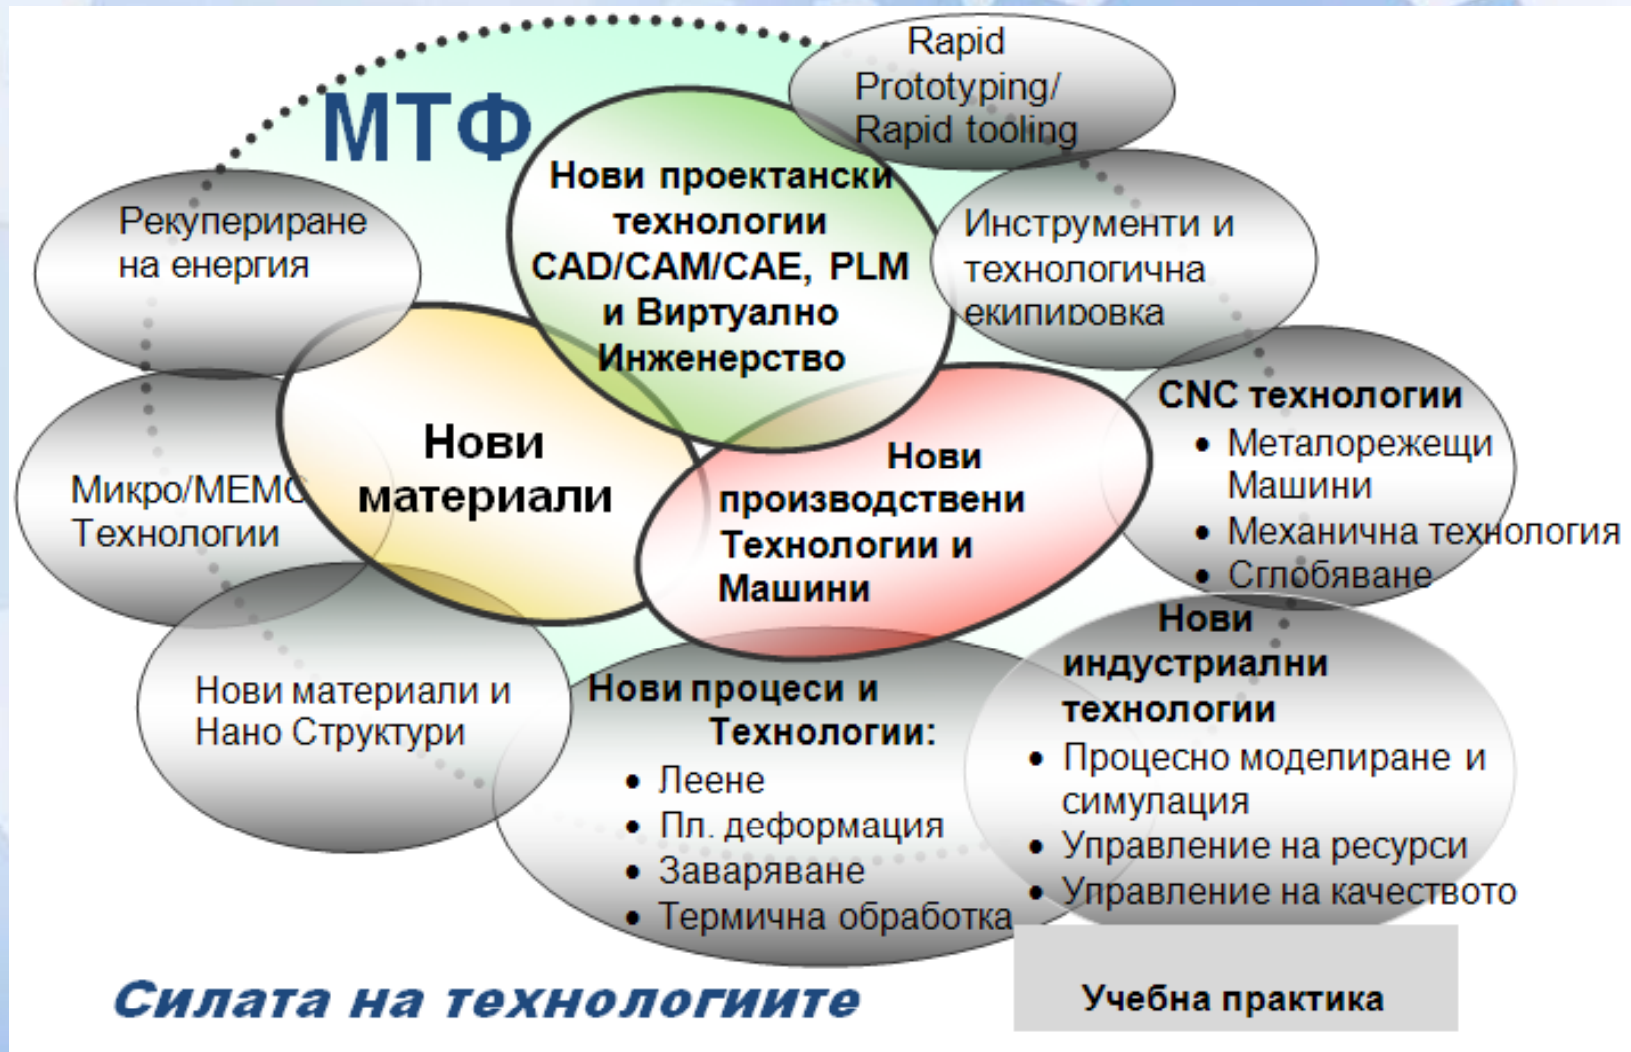 МТФ
Rapid
Prototyping/
Rapid tooling
Нови проектански
технологии
CAD/CAM/CAE, PLM
и Виртуално
Инженерство
Рекупериране
на енергия
Инструменти и
технологична
екипировка
CNC технологии
• Металорежещи
Машини
• Механична технология
• Сглобяване
Нови
материали
Нови
производствени
Технологии и
Машини
Микро/МЕМС
Технологии
Нови материали и
Нано Структури
Нови процеси и
Технологии:
• Леене
• Пл. деформация
• Заваряване
• Термична обработка
Нови
индустриални
технологии
• Процесно моделиране и
симулация
• Управление на ресурси
• Управление на качеството
Силата на технологиите
Учебна практика